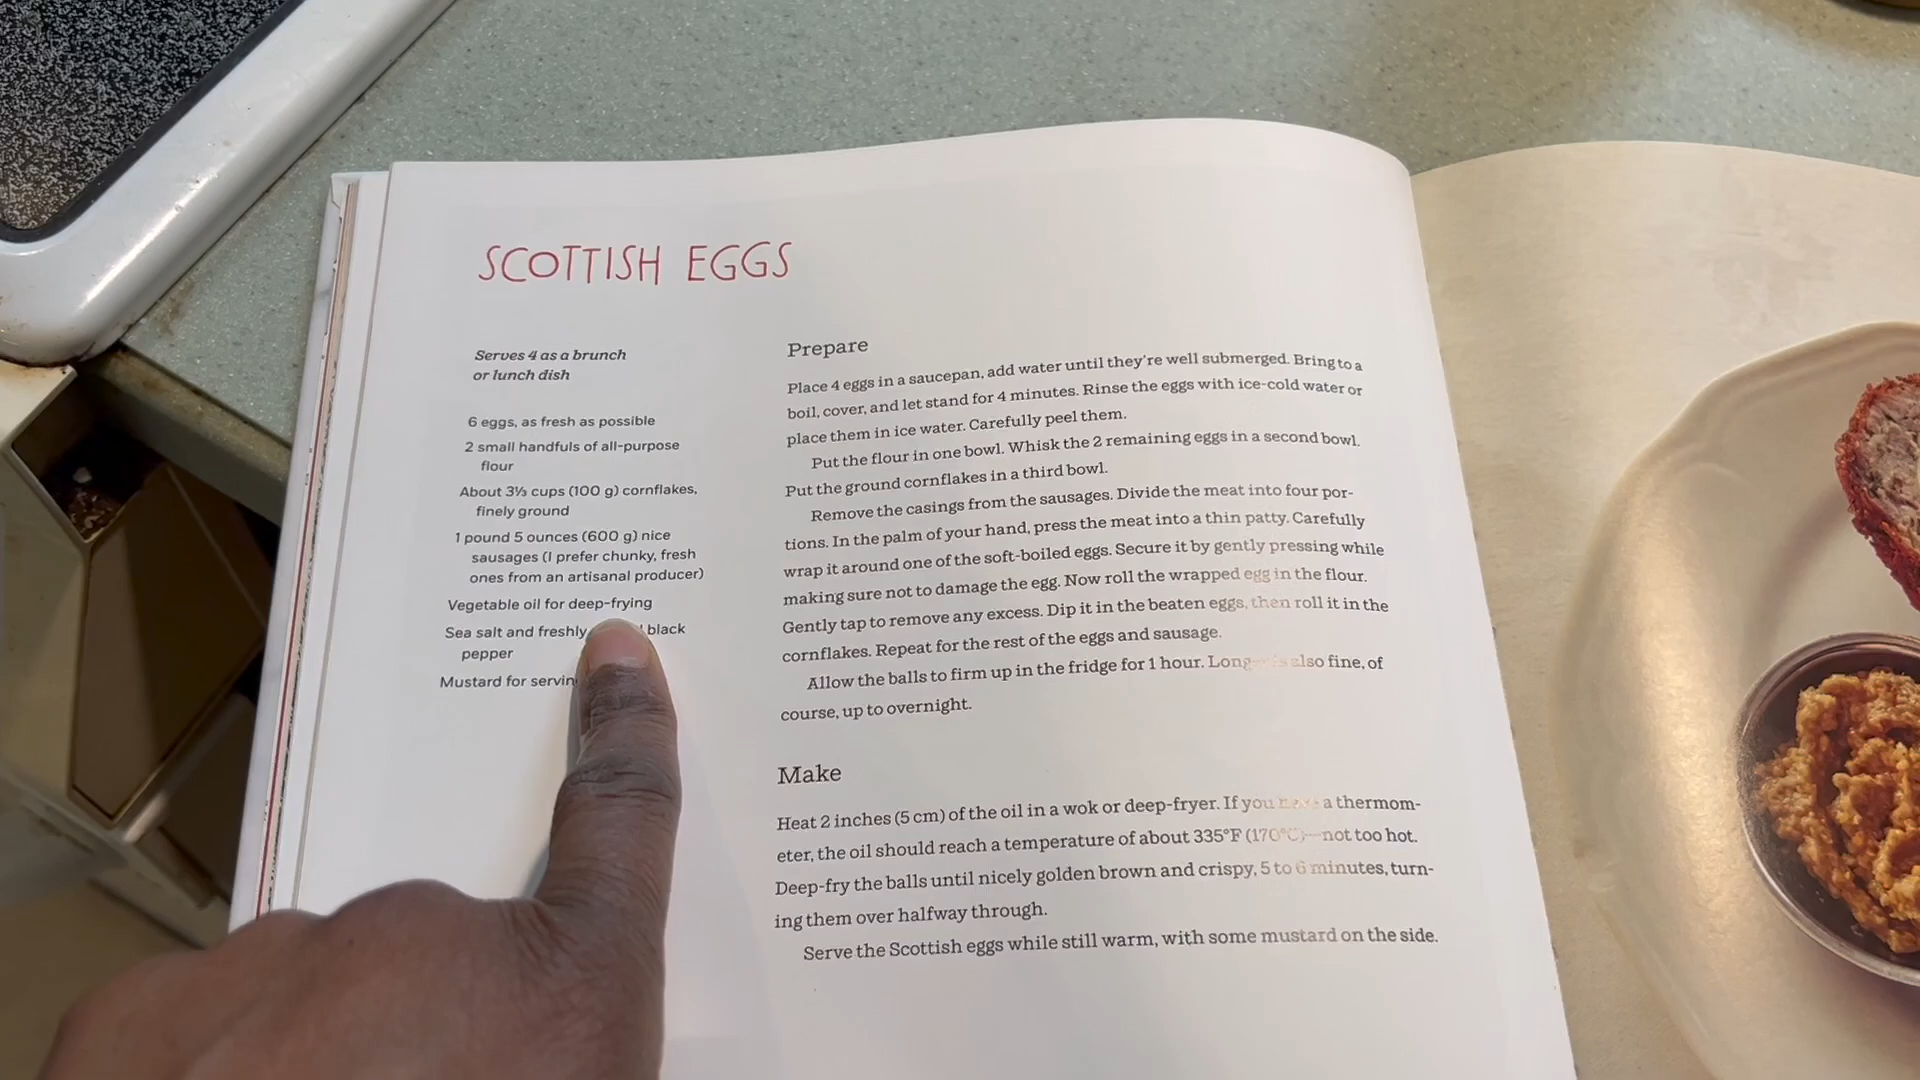 SCOTTISH EGGS
Serves 4 as a brunch
or lunch dish
6 eggs, as fresh as possible
2 small handfuls of all-purpose
flour
About 3⅓ cups (100 g) cornflakes,
finely ground
1 pound 5 ounces (600 g) nice
sausages (I prefer chunky, fresh
ones from an artisanal producer)
Vegetable oil for deep-frying
Sea salt and freshly black
pepper
Mustard for
Prepare
Place 4 eggs in a saucepan, add water until they're well submerged. Bring to a
boil, cover, and let stand for 4 minutes. Rinse the eggs with ice-cold water or
place them in ice water. Carefully peel them.
Put the flour in one bowl. Whisk the 2 remaining eggs in a second bowl.
Put the ground cornflakes in a third bowl.
Remove the casings from the sausages. Divide the meat into four por-
tions. In the palm of your hand, press the meat into a thin patty. Carefully
wrap it around one of the soft-boiled eggs. Secure it by gently pressing while
making sure not to damage the egg. Now roll the wrapped egg in the flour.
Gently tap to remove any excess. Dip it in the beaten eggs, then roll it in the
cornflakes. Repeat for the rest of the eggs and sausage.
Allow the balls to firm up in the fridge for 1 hour. also fine, of
course, up to overnight.
Make
Heat 2 inches (5 cm) of the oil in a wok or deep-fryer. If you a thermom-
eter, the oil should reach a temperature of about 335°F (170°C)—not too hot.
Deep-fry the balls until nicely golden brown and crispy, 5 to 6 minutes, turn-
ing them over halfway through.
Serve the Scottish eggs while still warm, with some mustard on the side.